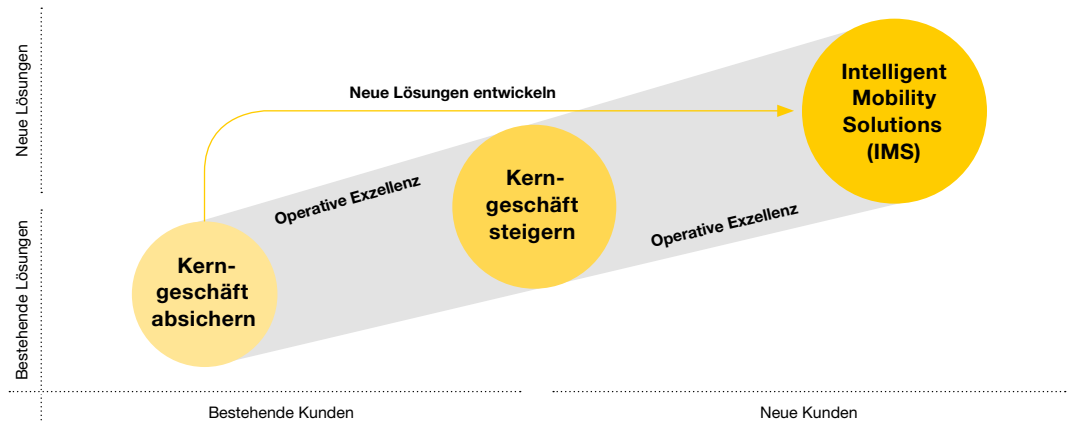 Neue Lösungen
Bestehende Lösungen
Neue Lösungen entwickeln
Intelligent
Mobility
Solutions
(IMS)
Operative Exzellenz
Kern-
geschäft
steigern
Operative Exzellenz
Kern-
geschäft
absichern
Bestehende Kunden
Neue Kunden